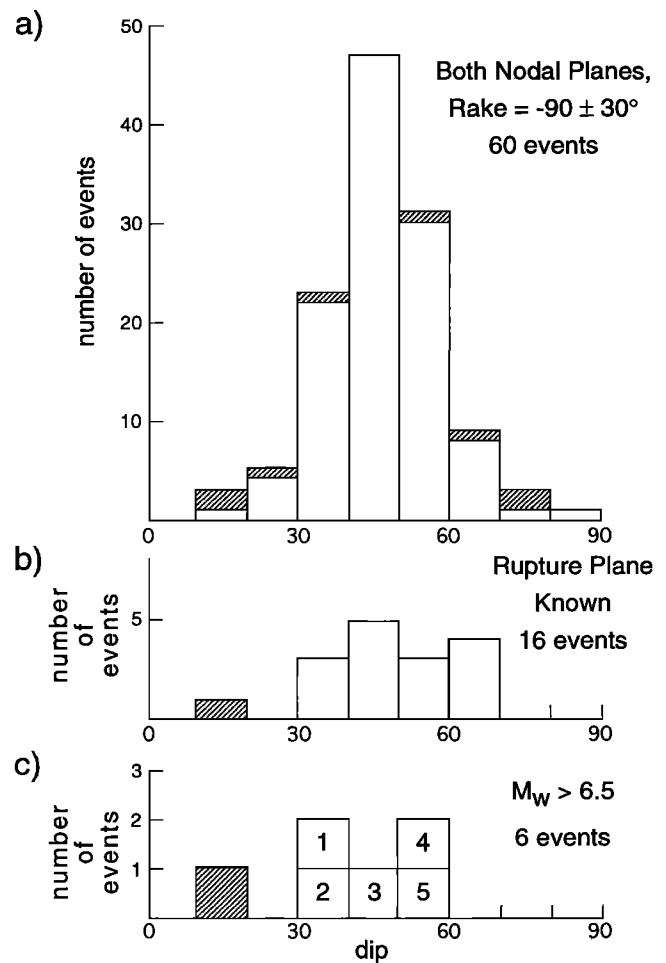 a)
50
40
30
20
10
number of events
Both Nodal Planes,
Rake = -90 ± 30°
60 events
0
30
60
90
b)
5
number
of
events
Rupture Plane
Known
16 events
0
30
60
90
c)
3
2
1
number
of
events
M_W > 6.5
6 events
1
4
2
3
5
0
30
60
90
dip